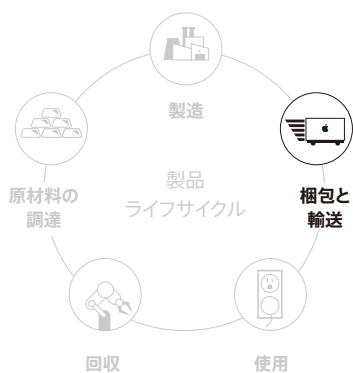 製造
原材料の
調達
製品
ライフサイクル
梱包と
輸送
回収
使用